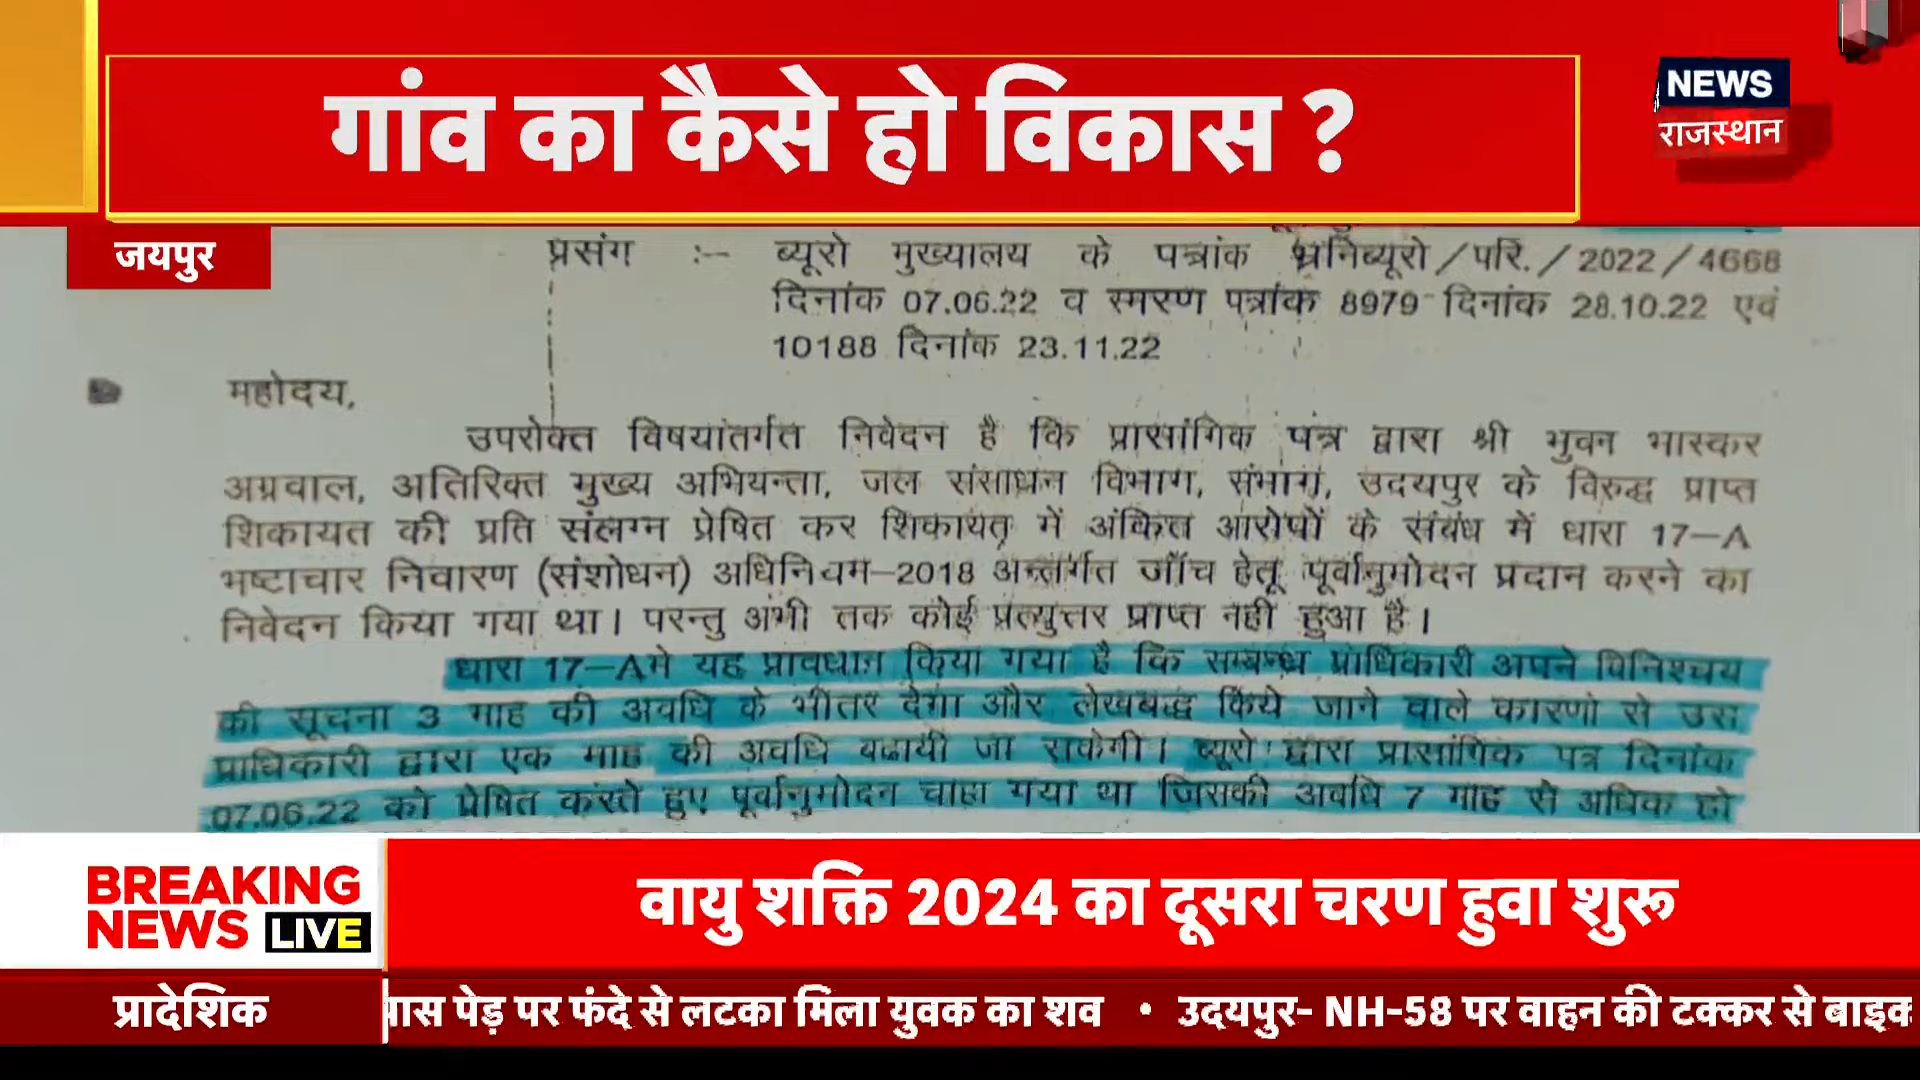 गांव का कैसे हो विकास ?
NEWS
राजस्थान
जयपुर
प्रसंग :- ब्यूरो मुख्यालय के पत्रांक भ्रनिब्यूरो/परि./2022/4668
दिनांक 07.06.22 व स्मरण पत्रांक 8979 दिनांक 28.10.22 एवं
10188 दिनांक 23.11.22
महोदय,
उपरोक्त विषयांतर्गत निवेदन है कि प्रासांगिक पत्र द्वारा श्री भुवन भास्कर
अग्रवाल, अतिरिक्त मुख्य अभियन्ता, जल संसाधन विभाग, संभाग, उदयपुर के विरुद्ध प्राप्त
शिकायत की प्रति संलग्न प्रेषित कर शिकायत में अंकित आरोपों के संबंध में धारा 17-A
भष्टाचार निवारण (संशोधन) अधिनियम-2018 अन्तर्गत जॉच हेतू पूर्वानुमोदन प्रदान करने का
निवेदन किया गया था। परन्तु अभी तक कोई प्रत्युत्तर प्राप्त नही हुआ है।
धारा 17-A मे यह प्रावधान किया गया है कि सम्बन्ध प्राधिकारी अपने विनिश्चय
की सूचना 3 माह की अवधि के भीतर देगा और लेखबद्ध किये जाने वाले कारणो से उस
प्राधिकारी द्वारा एक माह की अवधि बढायी जा सकेगी। ब्यूरो द्वारा प्रासांगिक पत्र दिनांक
07.06.22 को प्रेषित करते हुए पूर्वानुमोदन चाहा गया था जिसकी अवधि 7 माह से अधिक हो
BREAKING
NEWS LIVE
वायु शक्ति 2024 का दूसरा चरण हुवा शुरू
प्रादेशिक
पास पेड़ पर फंदे से लटका मिला युवक का शव • उदयपुर- NH-58 पर वाहन की टक्कर से बाइक